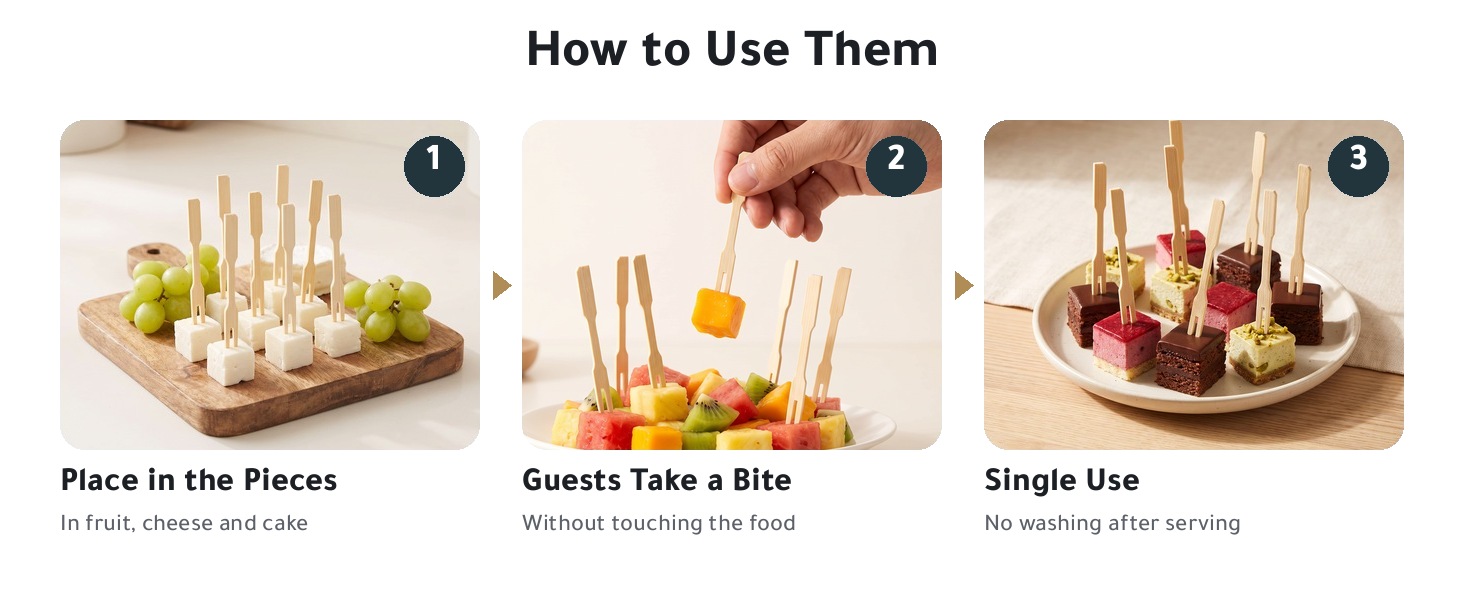 How to Use Them
1
2
3
Place in the Pieces
In fruit, cheese and cake
Guests Take a Bite
Without touching the food
Single Use
No washing after serving